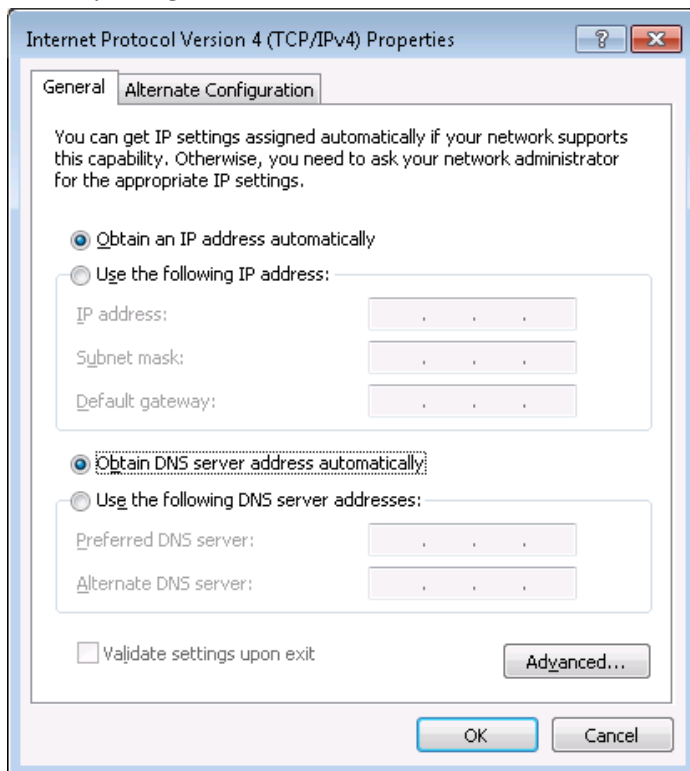 Internet Protocol Version 4 (TCP/IPv4) Properties
General
Alternate Configuration
You can get IP settings assigned automatically if your network supports
this capability. Otherwise, you need to ask your network administrator
for the appropriate IP settings.
Obtain an IP address automatically
Use the following IP address:
IP address:
Subnet mask:
Default gateway:
Obtain DNS server address automatically
Use the following DNS server addresses:
Preferred DNS server:
Alternate DNS server:
Validate settings upon exit
Advanced...
OK
Cancel